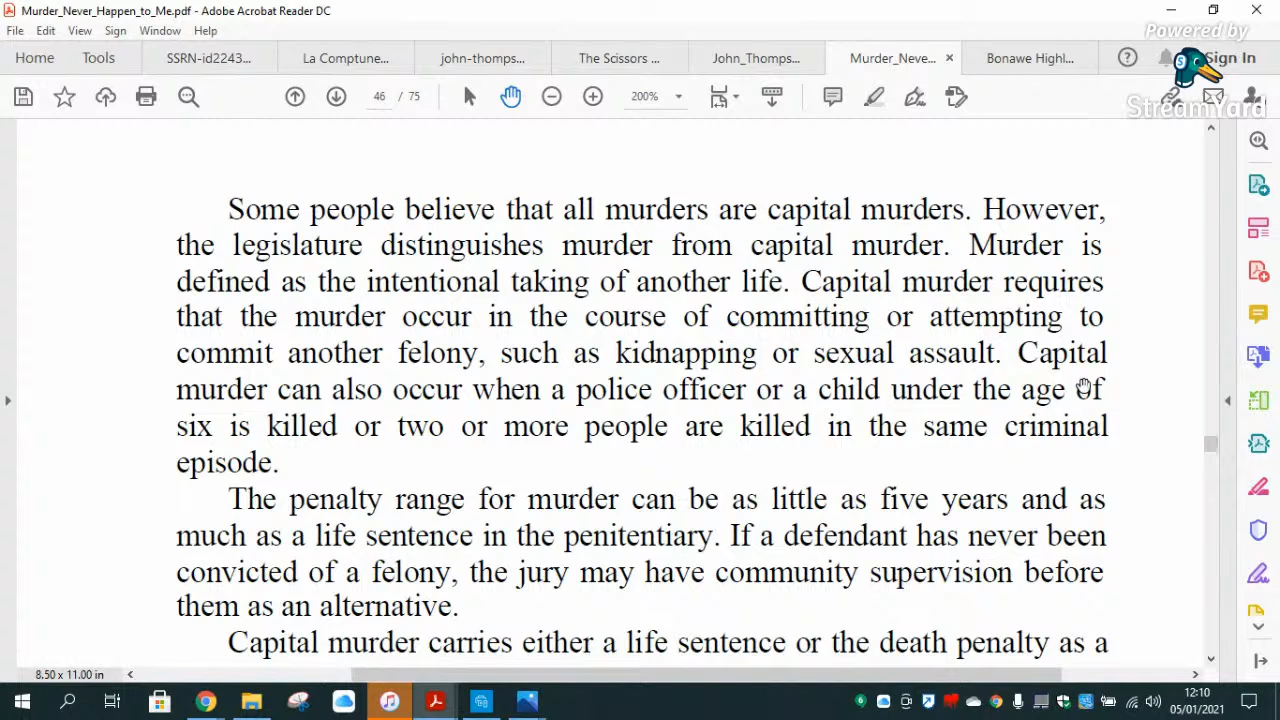 Murder_Never_Happen_to_Me.pdf - Adobe Acrobat Reader DC
Powered by
File Edit View Sign Window Help
Home Tools SSRN-id2243... La Comptune... john-thomps... The Scissors ... John_Thomps... Murder_Neve... × Bonawe Highl... Sign In
StreamYard
46 / 75 200%
Some people believe that all murders are capital murders. However,
the legislature distinguishes murder from capital murder. Murder is
defined as the intentional taking of another life. Capital murder requires
that the murder occur in the course of committing or attempting to
commit another felony, such as kidnapping or sexual assault. Capital
murder can also occur when a police officer or a child under the age of
six is killed or two or more people are killed in the same criminal
episode.
The penalty range for murder can be as little as five years and as
much as a life sentence in the penitentiary. If a defendant has never been
convicted of a felony, the jury may have community supervision before
them as an alternative.
Capital murder carries either a life sentence or the death penalty as a
8.50 x 11.00 in
12:10
05/01/2021